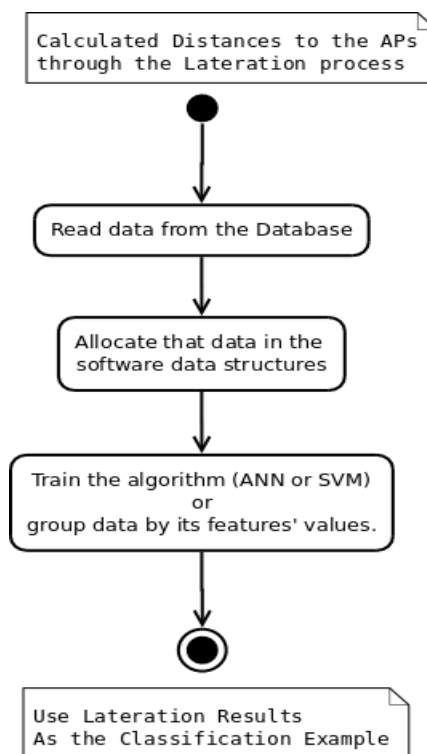 Calculated Distances to the APs
through the Lateration process
Read data from the Database
Allocate that data in the
software data structures
Train the algorithm (ANN or SVM)
or
group data by its features' values.
Use Lateration Results
As the Classification Example